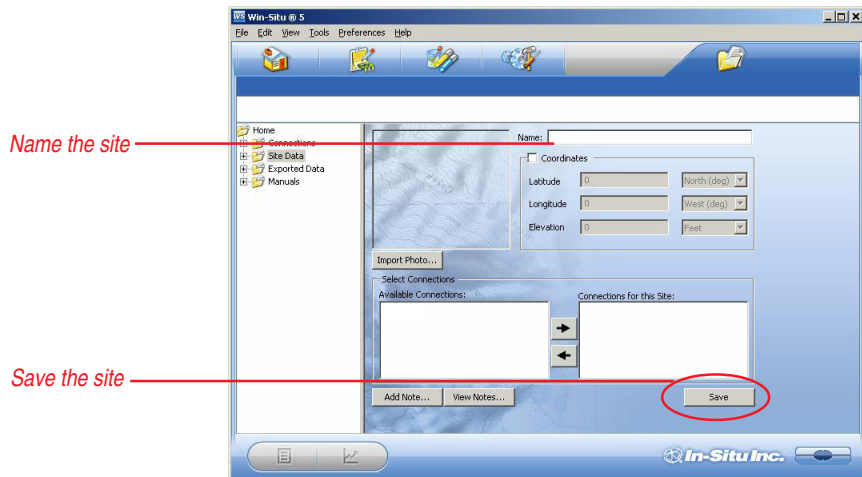 WS Win-Situ ® 5
File Edit View Tools Preferences Help
Home
Connections
Site Data
Exported Data
Manuals
Name the site
Name:
Coordinates
Latitude 0 North (deg)
Longitude 0 West (deg)
Elevation 0 Feet
Import Photo...
Select Connections
Available Connections:
Connections for this Site:
Save the site
Add Note... View Notes... Save
In-Situ Inc.